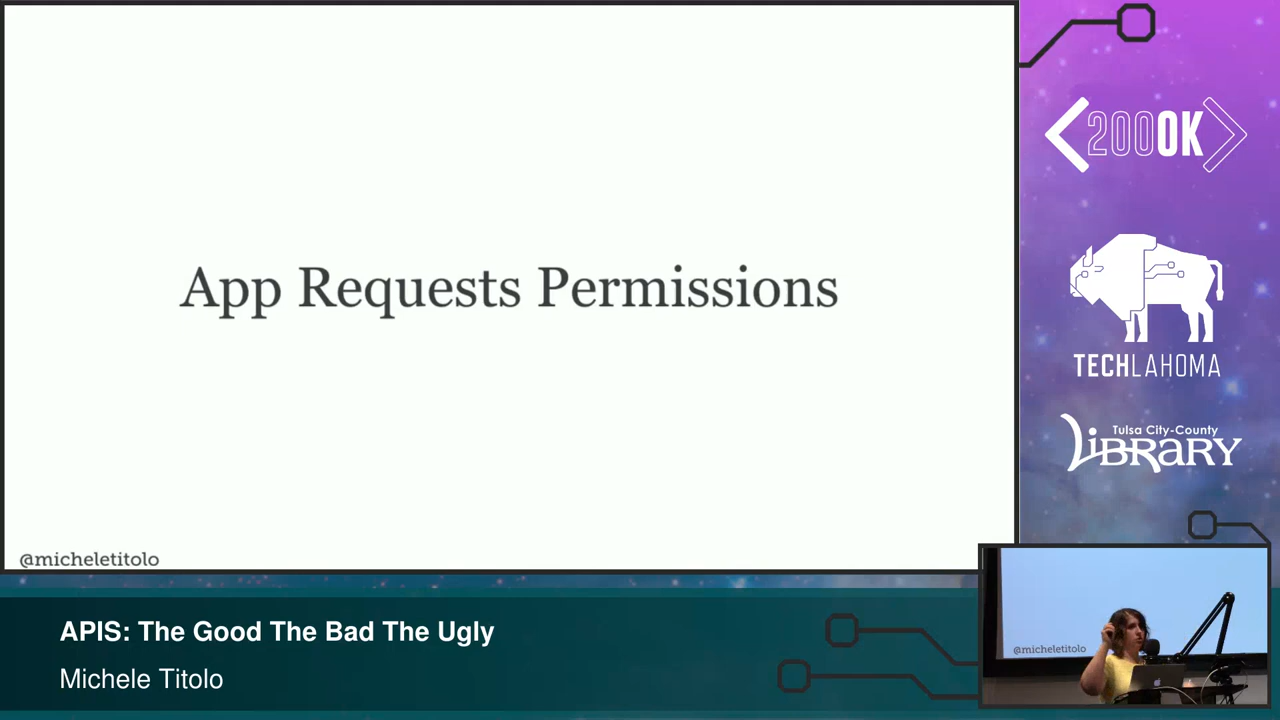 App Requests Permissions
@micheletitolo
200OK
TECHLAHOMA
Tulsa City-County
LIBRARY
@micheletitolo
APIS: The Good The Bad The Ugly
Michele Titolo